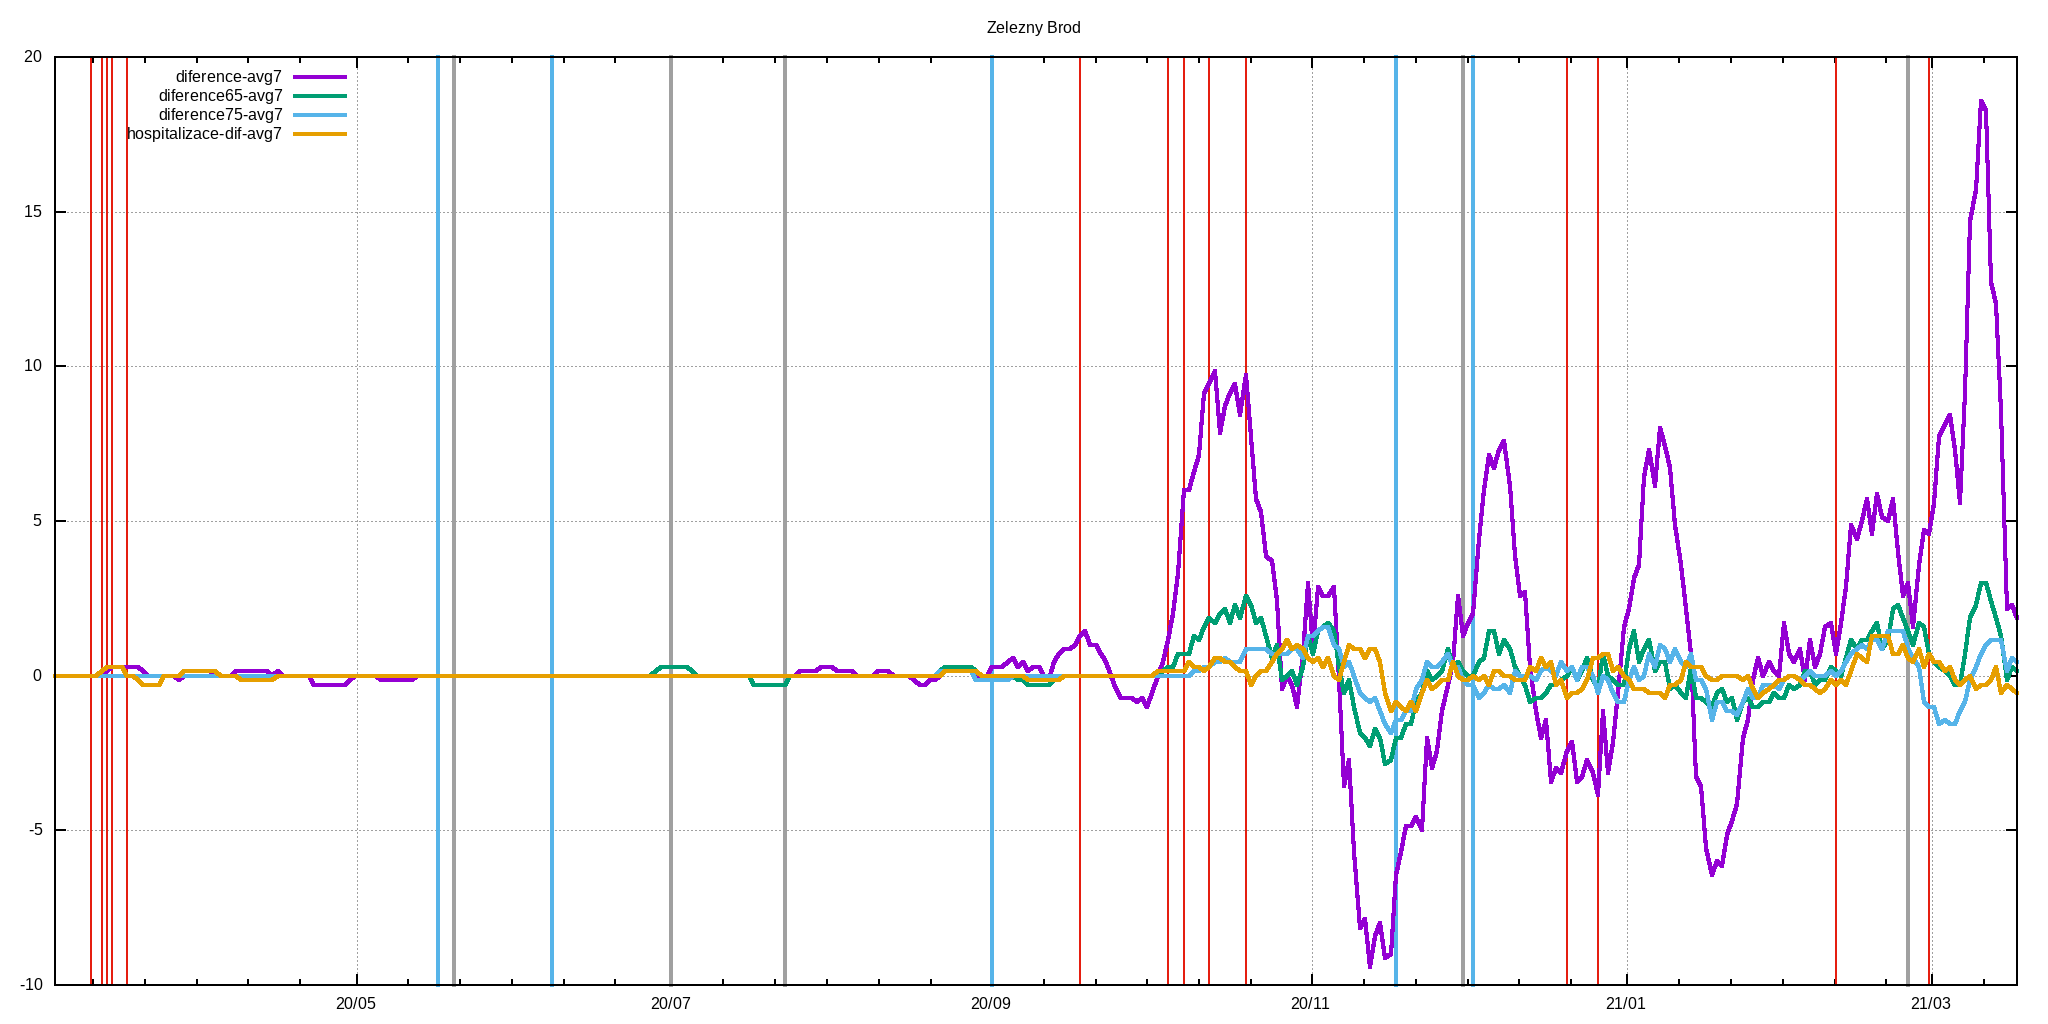 Zelezny Brod
diference-avg7
diference65-avg7
diference75-avg7
hospitalizace-dif-avg7
20
15
10
5
0
-5
-10
20/05 20/07 20/09 20/11 21/01 21/03